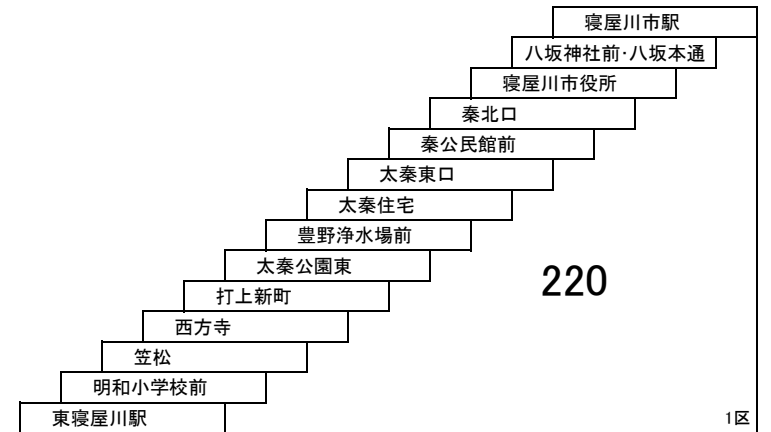 寝屋川市駅
八坂神社前･八坂本通
寝屋川市役所
秦北口
秦公民館前
太秦東口
太秦住宅
豊野浄水場前
太秦公園東
220
打上新町
西方寺
笠松
明和小学校前
東寝屋川駅
1区